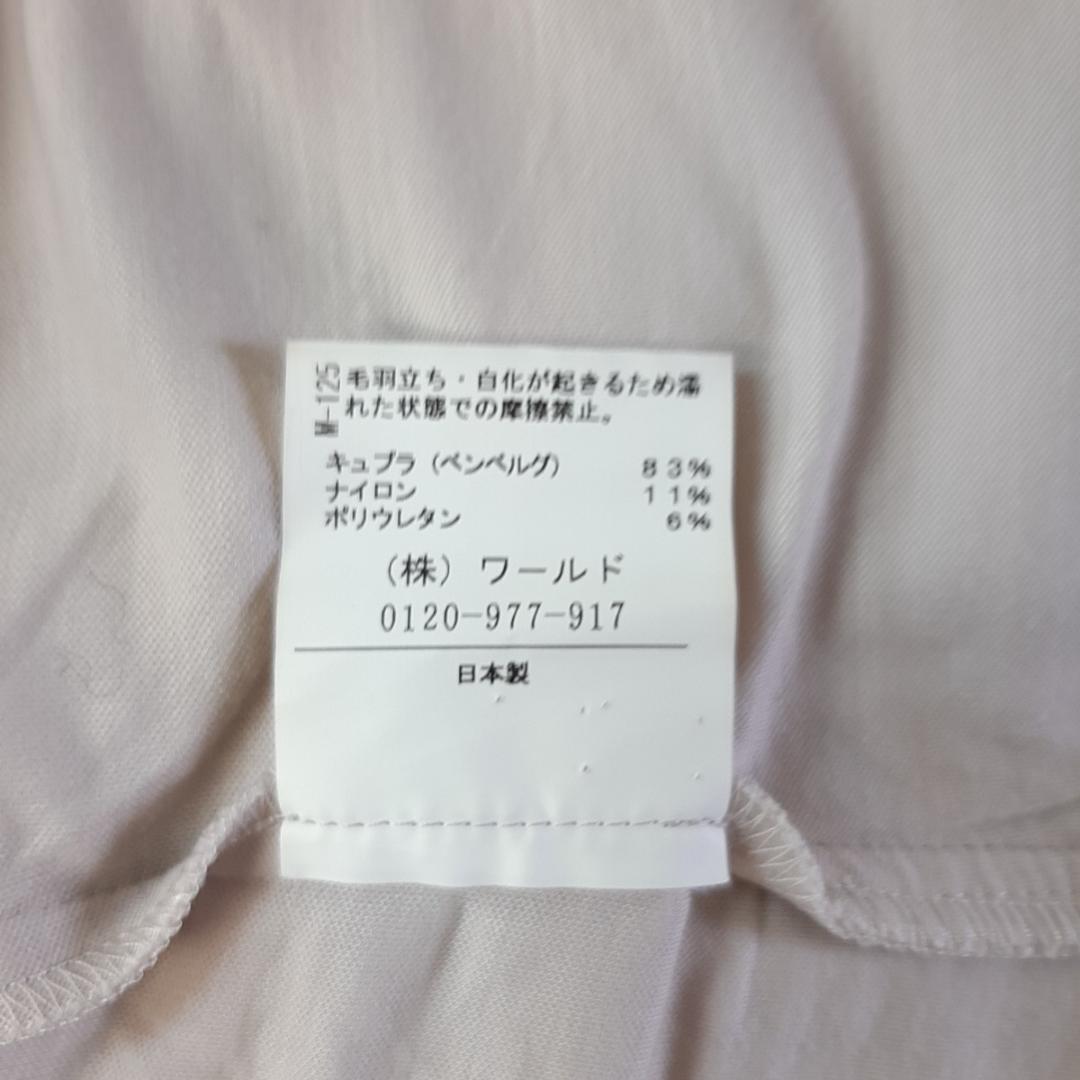 M-125
毛羽立ち・白化が起きるため濡
れた状態での摩擦禁止。
キュプラ(ベンベルグ) 83%
ナイロン 11%
ポリウレタン 6%
(株)ワールド
0120-977-917
日本製